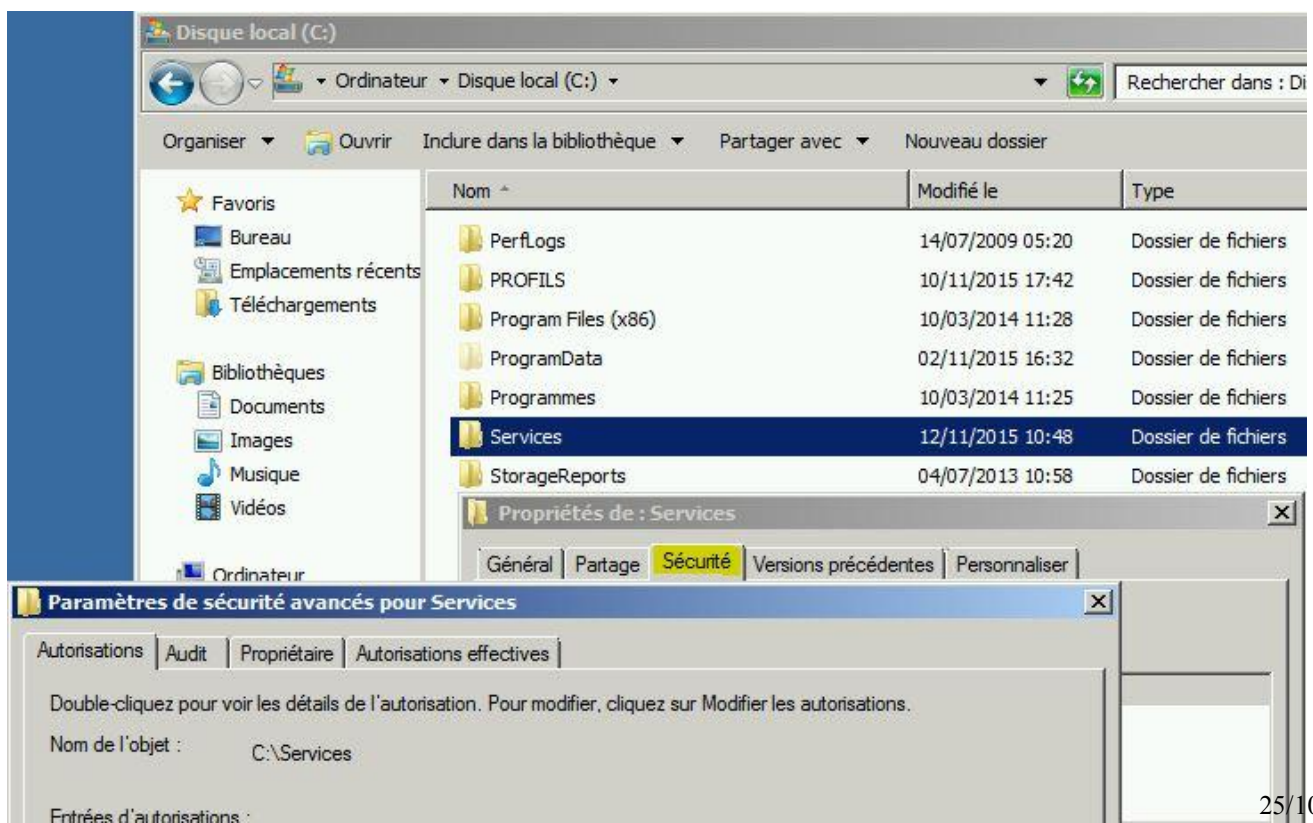 Disque local (C:)
Ordinateur Disque local (C:) Rechercher dans : Di
Organiser Ouvrir Inclure dans la bibliothèque Partager avec Nouveau dossier
Nom Modifié le Type
Favoris
Bureau
Emplacements récents
Téléchargements
Bibliothèques
Documents
Images
Musique
Vidéos
Ordinateur
PerfLogs 14/07/2009 05:20 Dossier de fichiers
PROFILS 10/11/2015 17:42 Dossier de fichiers
Program Files (x86) 10/03/2014 11:28 Dossier de fichiers
ProgramData 02/11/2015 16:32 Dossier de fichiers
Programmes 10/03/2014 11:25 Dossier de fichiers
Services 12/11/2015 10:48 Dossier de fichiers
StorageReports 04/07/2013 10:58 Dossier de fichiers
Propriétés de : Services
Général Partage Sécurité Versions précédentes Personnaliser
Paramètres de sécurité avancés pour Services
Autorisations Audit Propriétaire Autorisations effectives
Double-cliquez pour voir les détails de l'autorisation. Pour modifier, cliquez sur Modifier les autorisations.
Nom de l'objet : C:\Services
Entrées d'autorisations :
25/10